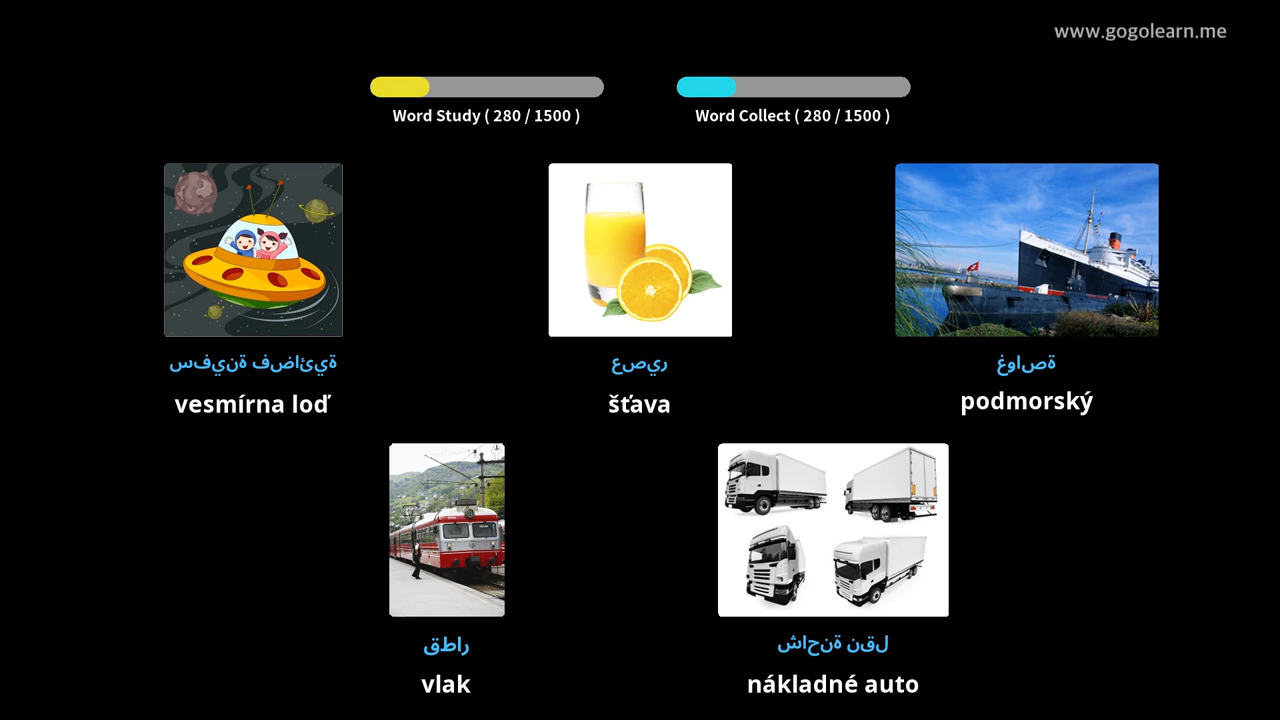 www.gogolearn.me
Word Study ( 280 / 1500 )
Word Collect ( 280 / 1500 )
سفينة فضائية
عصير
غواصة
vesmírna loď
šťava
podmorský
قطار
شاحنة نقل
vlak
nákladné auto